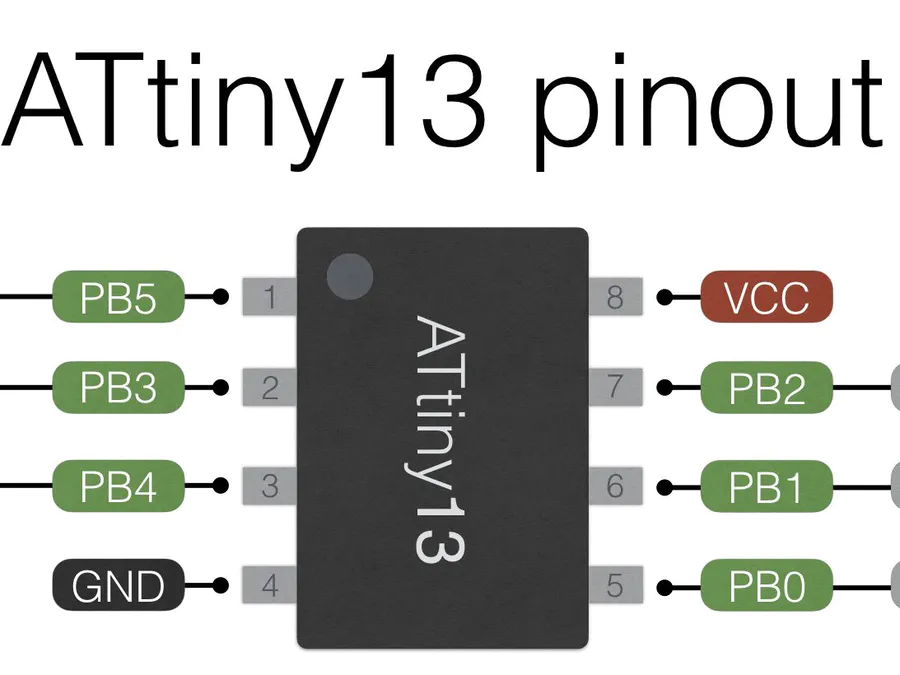 ATtiny13 pinout
PB5 1 8 VCC
PB3 2 7 PB2
PB4 3 6 PB1
GND 4 5 PB0
ATtiny13